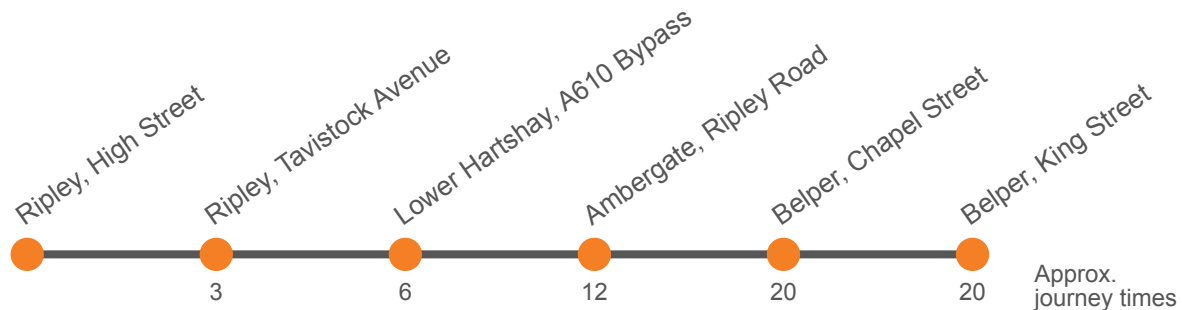 Ripley, High Street
Ripley, Tavistock Avenue
Lower Hartshay, A610 Bypass
Ambergate, Ripley Road
Belper, Chapel Street
Belper, King Street
3
6
12
20
20
Approx.
journey times